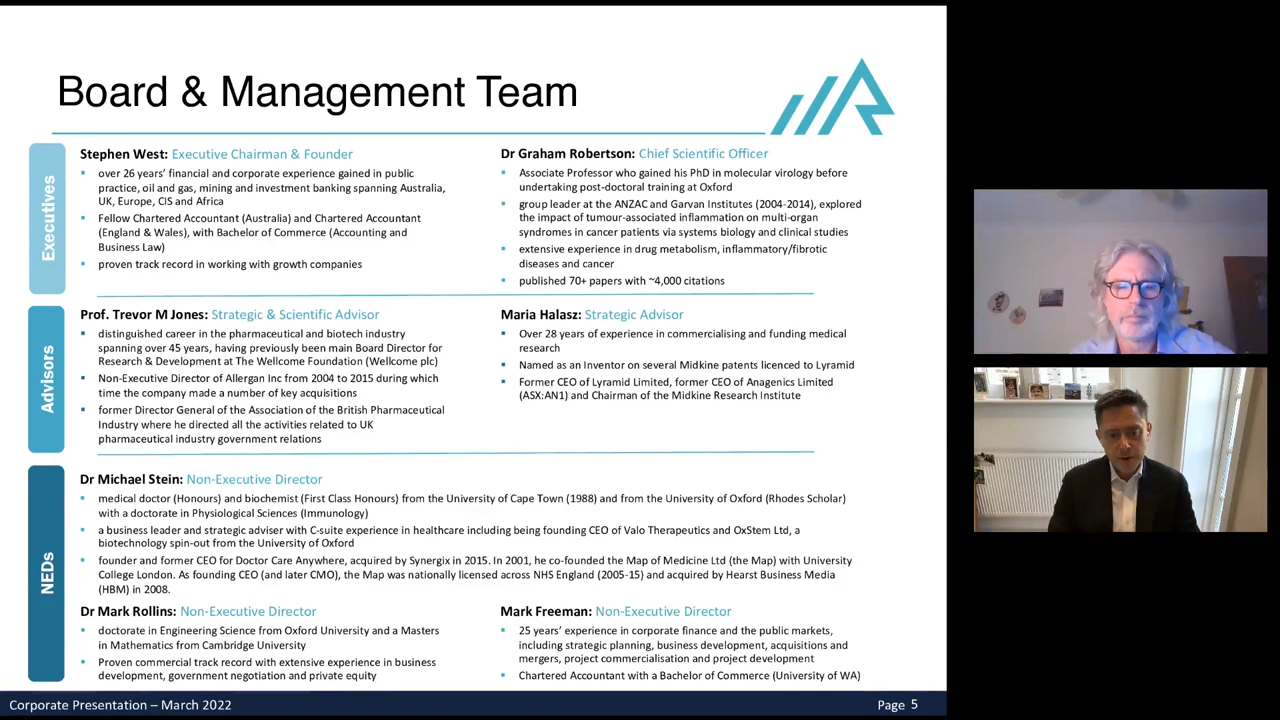 Board & Management Team
Executives
Stephen West: Executive Chairman & Founder
over 26 years' financial and corporate experience gained in public
practice, oil and gas, mining and investment banking spanning Australia,
UK, Europe, CIS and Africa
Fellow Chartered Accountant (Australia) and Chartered Accountant
(England & Wales), with Bachelor of Commerce (Accounting and
Business Law)
proven track record in working with growth companies
Dr Graham Robertson: Chief Scientific Officer
Associate Professor who gained his PhD in molecular virology before
undertaking post-doctoral training at Oxford
group leader at the ANZAC and Garvan Institutes (2004-2014), explored
the impact of tumour-associated inflammation on multi-organ
syndromes in cancer patients via systems biology and clinical studies
extensive experience in drug metabolism, inflammatory/fibrotic
diseases and cancer
published 70+ papers with ~4,000 citations
Advisors
Prof. Trevor M Jones: Strategic & Scientific Advisor
distinguished career in the pharmaceutical and biotech industry
spanning over 45 years, having previously been main Board Director for
Research & Development at The Wellcome Foundation (Wellcome plc)
Non-Executive Director of Allergan Inc from 2004 to 2015 during which
time the company made a number of key acquisitions
former Director General of the Association of the British Pharmaceutical
Industry where he directed all the activities related to UK
pharmaceutical industry government relations
Maria Halasz: Strategic Advisor
Over 28 years of experience in commercialising and funding medical
research
Named as an Inventor on several Midkine patents licenced to Lyramid
Former CEO of Lyramid Limited, former CEO of Anagenics Limited
(ASX:AN1) and Chairman of the Midkine Research Institute
NEDs
Dr Michael Stein: Non-Executive Director
medical doctor (Honours) and biochemist (First Class Honours) from the University of Cape Town (1988) and from the University of Oxford (Rhodes Scholar)
with a doctorate in Physiological Sciences (Immunology)
a business leader and strategic adviser with C-suite experience in healthcare including being founding CEO of Valo Therapeutics and OxStem Ltd, a
biotechnology spin-out from the University of Oxford
founder and former CEO for Doctor Care Anywhere, acquired by Synergix in 2015. In 2001, he co-founded the Map of Medicine Ltd (the Map) with University
College London. As founding CEO (and later CMO), the Map was nationally licensed across NHS England (2005-15) and acquired by Hearst Business Media
(HBM) in 2008.
Dr Mark Rollins: Non-Executive Director
doctorate in Engineering Science from Oxford University and a Masters
in Mathematics from Cambridge University
Proven commercial track record with extensive experience in business
development, government negotiation and private equity
Mark Freeman: Non-Executive Director
25 years' experience in corporate finance and the public markets,
including strategic planning, business development, acquisitions and
mergers, project commercialisation and project development
Chartered Accountant with a Bachelor of Commerce (University of WA)
Corporate Presentation – March 2022
Page 5